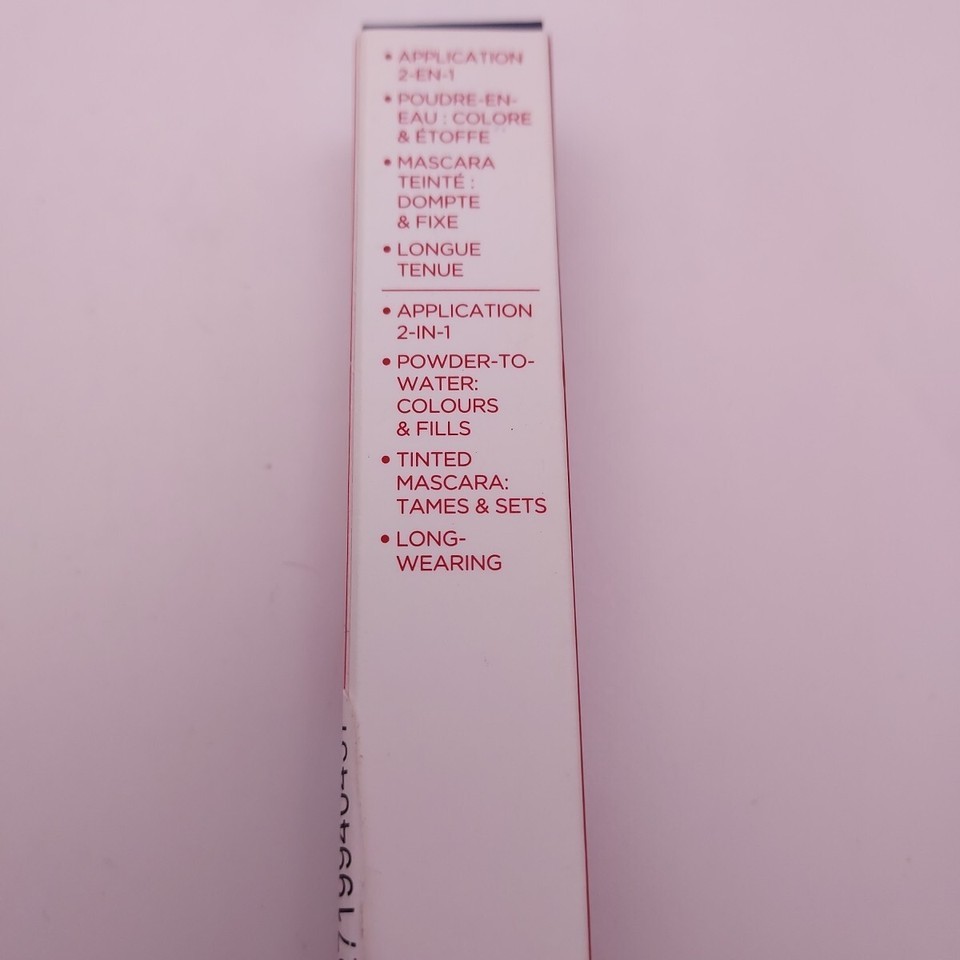 • APPLICATION
2-EN-1
• POUDRE-EN-
EAU : COLORE
& ÉTOFFE
• MASCARA
TEINTÉ :
DOMPTE
& FIXE
• LONGUE
TENUE
• APPLICATION
2-IN-1
• POWDER-TO-
WATER:
COLOURS
& FILLS
• TINTED
MASCARA:
TAMES & SETS
• LONG-
WEARING